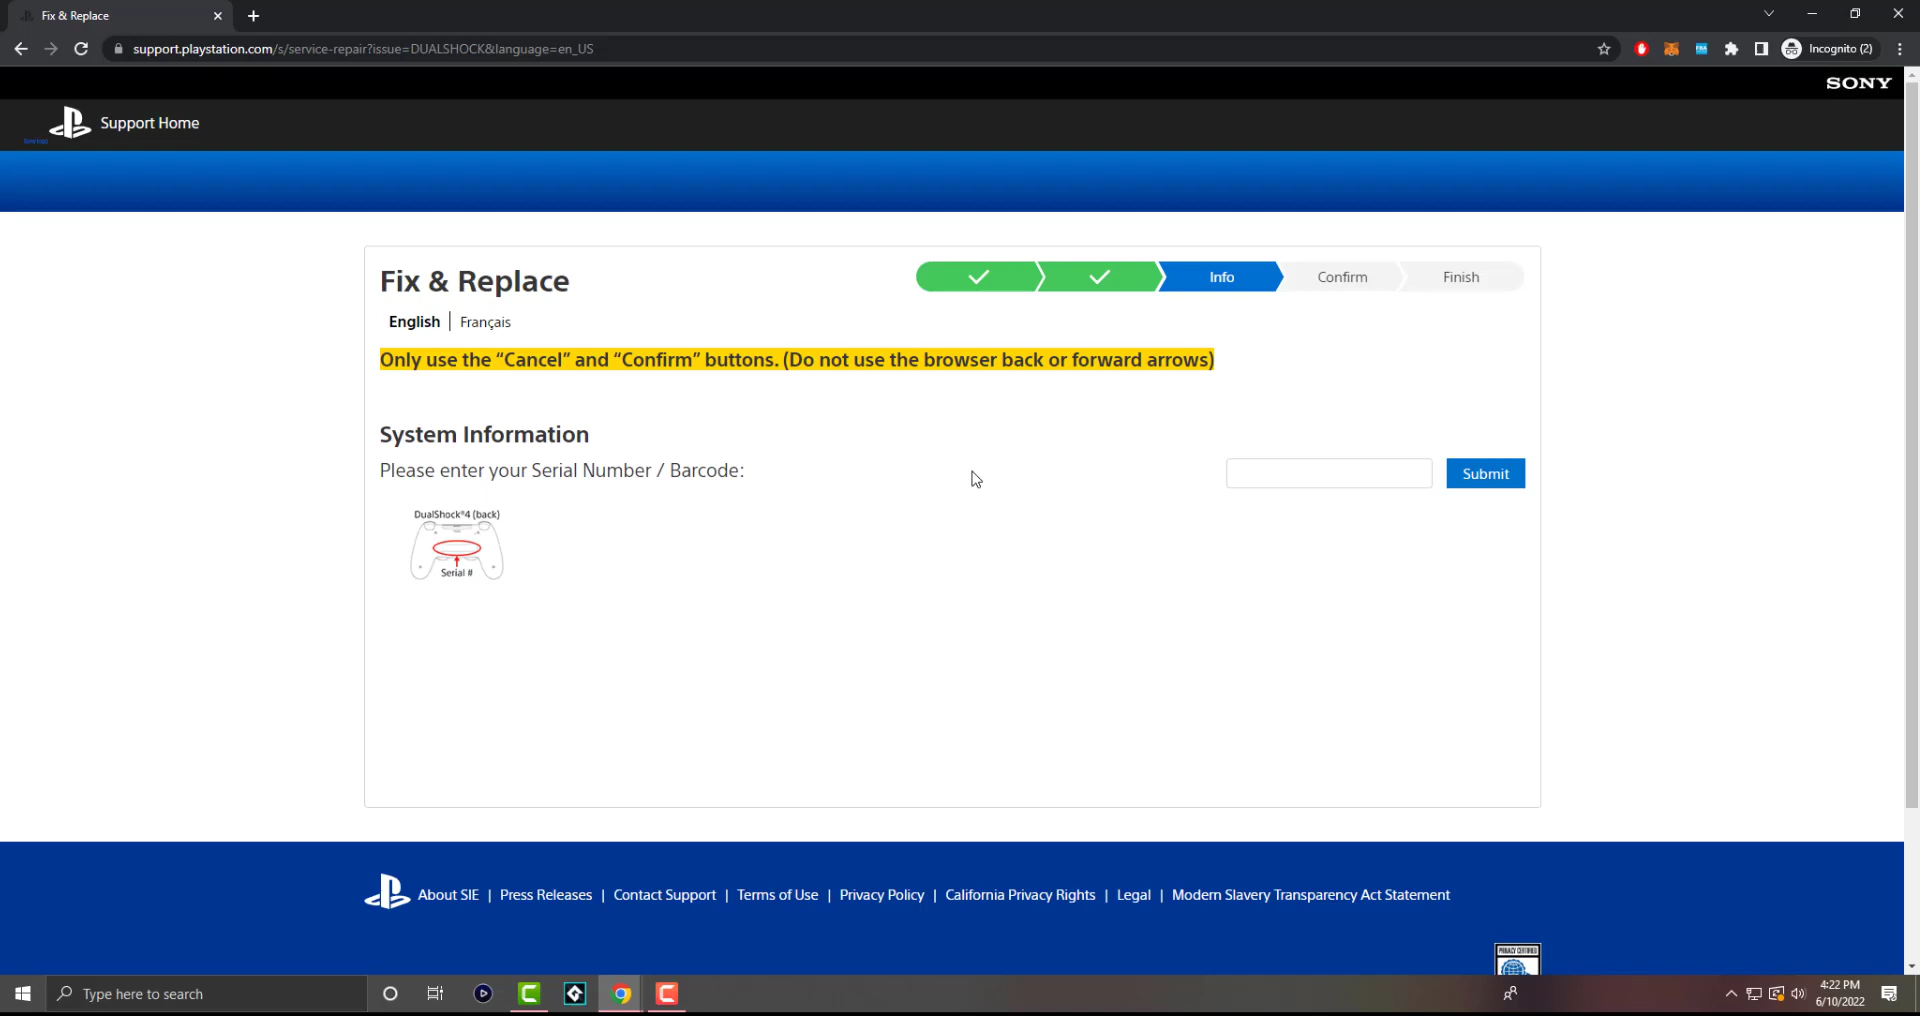 Fix & Replace
support.playstation.com/s/service-repair?issue=DUALSHOCK&language=en_US
Incognito (2)
SONY
Support Home
Fix & Replace
Info
Confirm
Finish
English | Français
Only use the “Cancel” and “Confirm” buttons. (Do not use the browser back or forward arrows)
System Information
Please enter your Serial Number / Barcode:
Submit
DualShock®4 (back)
Serial #
About SIE | Press Releases | Contact Support | Terms of Use | Privacy Policy | California Privacy Rights | Legal | Modern Slavery Transparency Act Statement
PRIVACY CERTIFIED
Type here to search
4:22 PM
6/10/2022